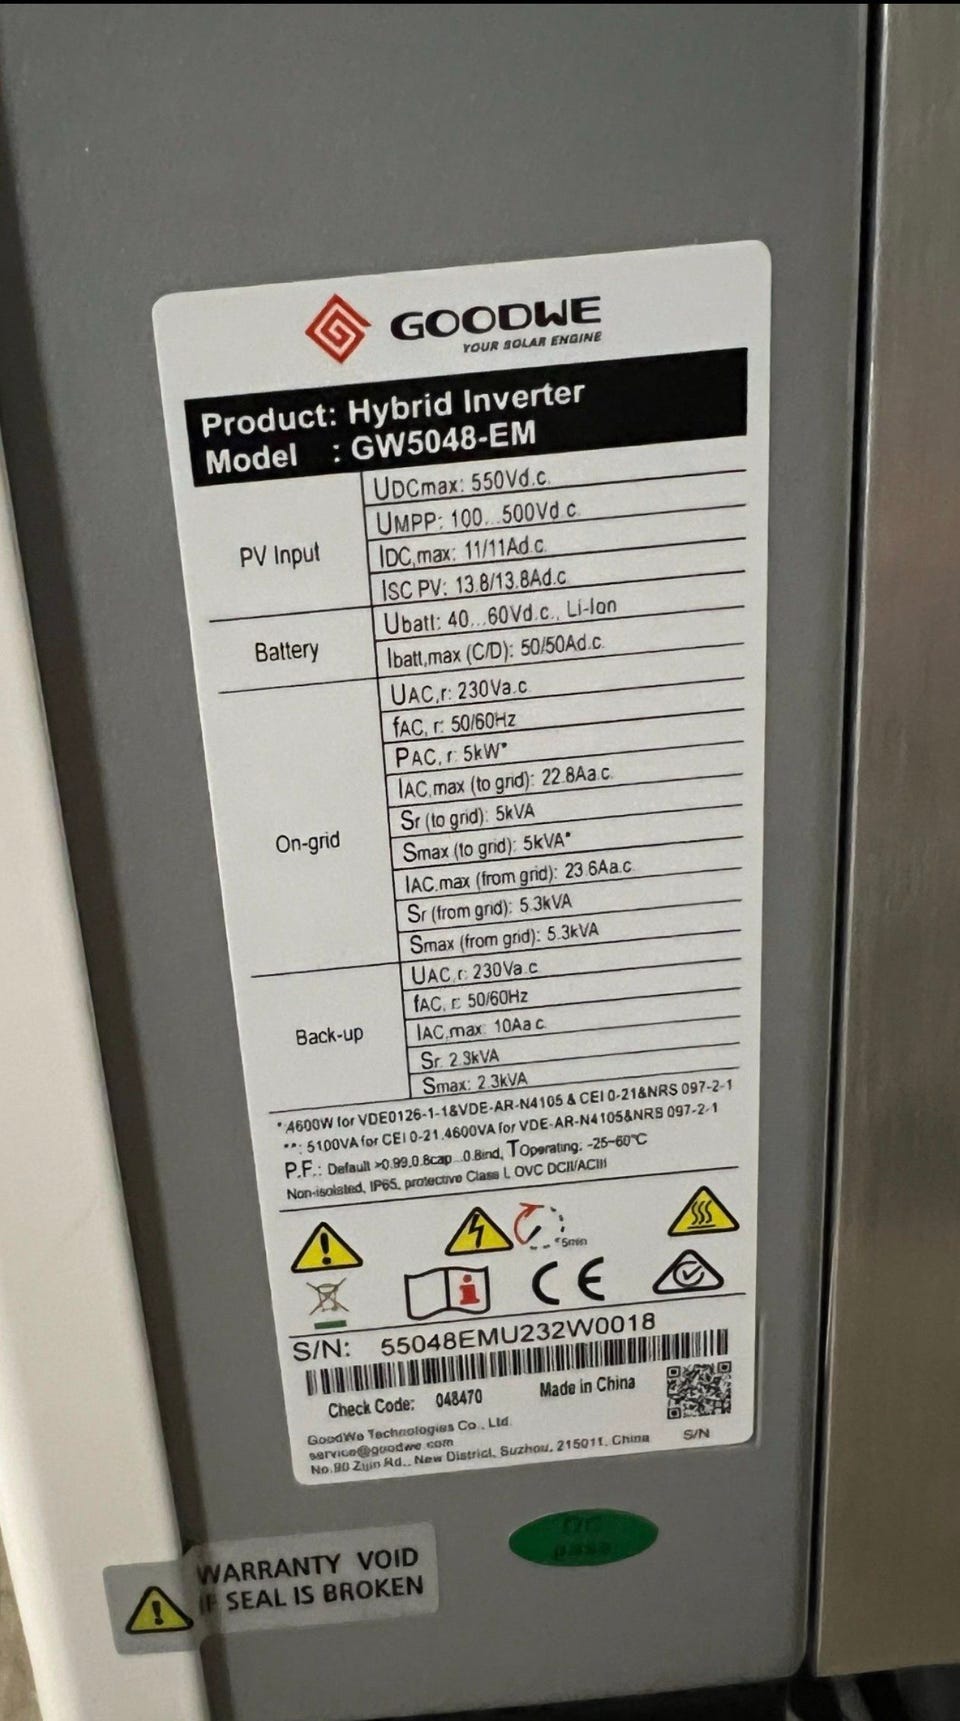 GOODWE
YOUR SOLAR ENGINE
Product: Hybrid Inverter
Model : GW5048-EM
PV Input
UDCmax: 550Vd.c.
UMPP: 100...500Vd.c.
IDC,max: 11/11Ad.c.
ISC PV: 13.8/13.8Ad.c.
Battery
Ubatt: 40...60Vd.c., Li-Ion
Ibatt,max (C/D): 50/50Ad.c.
On-grid
UAC,r: 230Va.c
fAC, r: 50/60Hz
PAC, r: 5kW*
IAC,max (to grid): 22.8Aa.c.
Sr (to grid): 5kVA
Smax (to grid): 5kVA*
IAC,max (from grid): 23.6Aa.c.
Sr (from grid): 5.3kVA
Smax (from grid): 5.3kVA
Back-up
UAC,r: 230Va.c
fAC, r: 50/60Hz
IAC,max: 10Aa.c
Sr: 2.3kVA
Smax: 2.3kVA
*:4600W for VDE0126-1-1&VDE-AR-N4105 & CEI 0-21&NRS 097-2-1
**: 5100VA for CEI 0-21,4600VA for VDE-AR-N4105&NRS 097-2-1
P.F.: Default >0.99,0.8cap...0.8ind, TOperating: -25~60℃
Non-isolated, IP65, protective Class I, OVC DCII/ACIII
5min
CE
S/N: 55048EMU232W0018
Check Code: 048470 Made in China
GoodWe Technologies Co., Ltd.
service@goodwe.com
No.90 Zijin Rd., New District, Suzhou, 215011, China
S/N
QC
pass
WARRANTY VOID
IF SEAL IS BROKEN